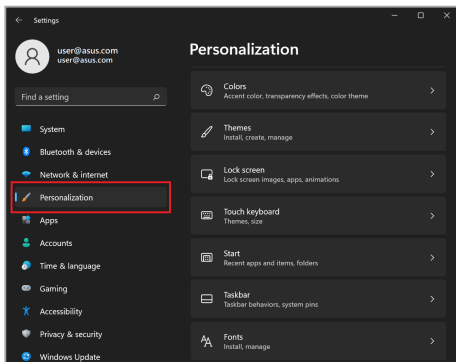 Settings
user@asus.com
user@asus.com
Find a setting
System
Bluetooth & devices
Network & internet
Personalization
Apps
Accounts
Time & language
Gaming
Accessibility
Privacy & security
Windows Update
Personalization
Colors
Accent color, transparency effects, color theme
Themes
Install, create, manage
Lock screen
Lock screen images, apps, animations
Touch keyboard
Themes, size
Start
Recent apps and items, folders
Taskbar
Taskbar behaviors, system pins
Fonts
Install, manage